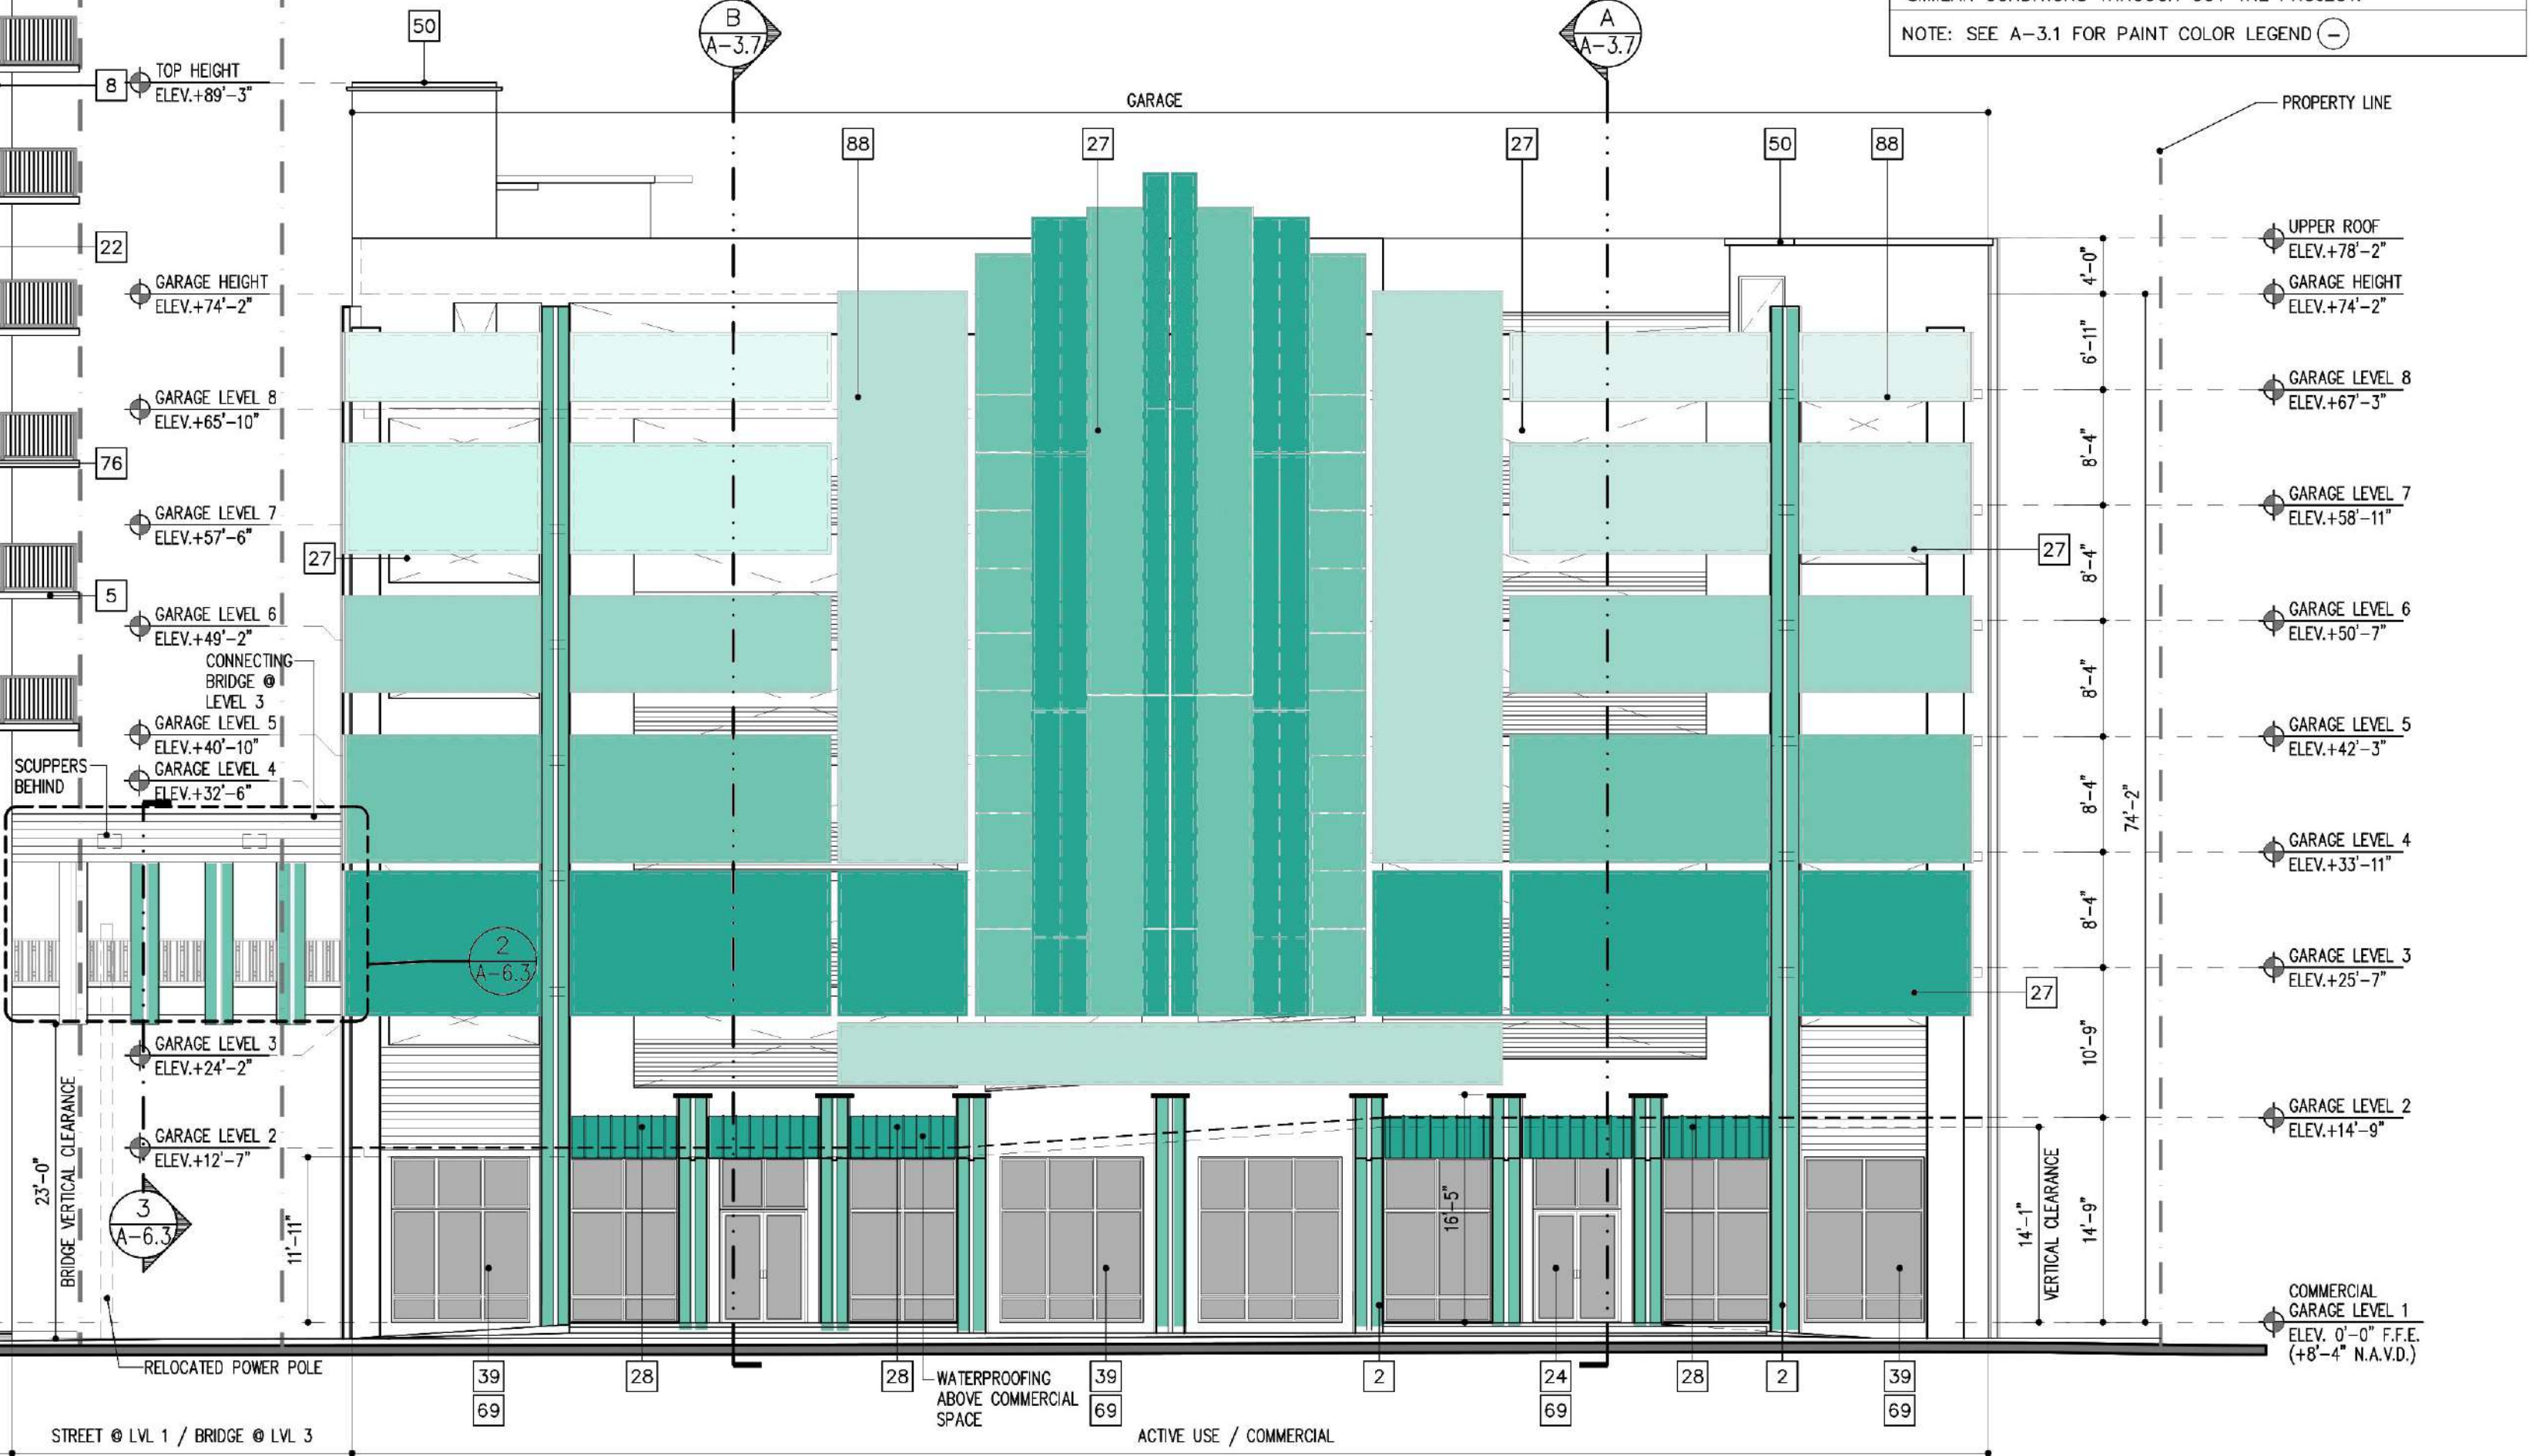 NOTE: SEE A-3.1 FOR PAINT COLOR LEGEND (-)
50
B
A-3.7
A
A-3.7
8
TOP HEIGHT
ELEV.+89'-3"
GARAGE
PROPERTY LINE
88
27
27
50
88
22
UPPER ROOF
ELEV.+78'-2"
GARAGE HEIGHT
ELEV.+74'-2"
GARAGE HEIGHT
ELEV.+74'-2"
4'-0"
6'-11"
GARAGE LEVEL 8
ELEV.+65'-10"
GARAGE LEVEL 8
ELEV.+67'-3"
76
8'-4"
GARAGE LEVEL 7
ELEV.+57'-6"
GARAGE LEVEL 7
ELEV.+58'-11"
27
27
8'-4"
5
GARAGE LEVEL 6
ELEV.+49'-2"
GARAGE LEVEL 6
ELEV.+50'-7"
CONNECTING
BRIDGE @
LEVEL 3
8'-4"
GARAGE LEVEL 5
ELEV.+40'-10"
GARAGE LEVEL 5
ELEV.+42'-3"
SCUPPERS
BEHIND
GARAGE LEVEL 4
ELEV.+32'-6"
8'-4"
74'-2"
GARAGE LEVEL 4
ELEV.+33'-11"
8'-4"
2
A-6.3
GARAGE LEVEL 3
ELEV.+25'-7"
27
GARAGE LEVEL 3
ELEV.+24'-2"
10'-9"
GARAGE LEVEL 2
ELEV.+12'-7"
GARAGE LEVEL 2
ELEV.+14'-9"
23'-0"
BRIDGE VERTICAL CLEARANCE
3
A-6.3
11'-11"
16'-5"
14'-1"
VERTICAL CLEARANCE
14'-9"
COMMERCIAL
GARAGE LEVEL 1
ELEV. 0'-0" F.F.E.
(+8'-4" N.A.V.D.)
RELOCATED POWER POLE
39
69
28
28
WATERPROOFING
ABOVE COMMERCIAL
SPACE
39
69
2
24
69
28
2
39
69
STREET @ LVL 1 / BRIDGE @ LVL 3
ACTIVE USE / COMMERCIAL